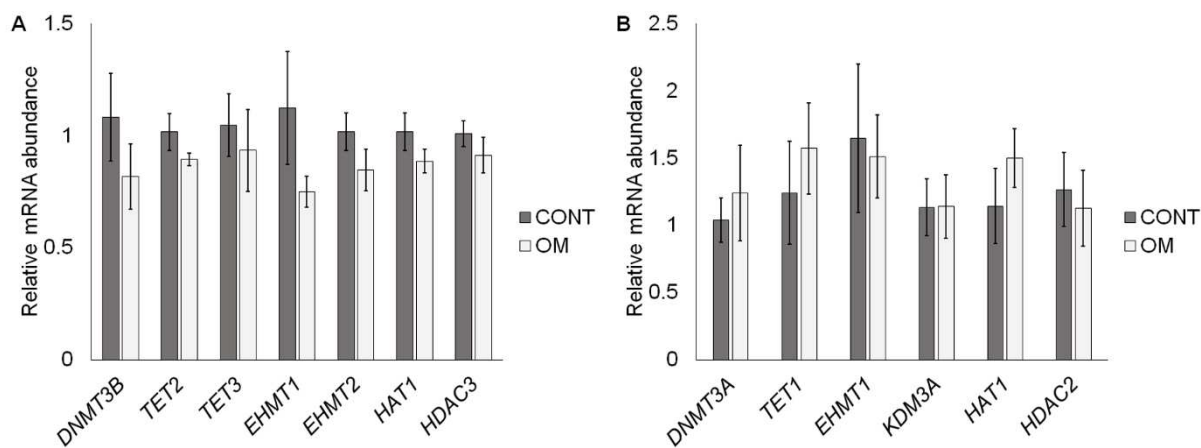 A
Relative mRNA abundance
1.5
1
0.5
0
DNMT3B
TET2
TET3
EHMT1
EHMT2
HAT1
HDAC3
CONT
OM
B
Relative mRNA abundance
2.5
2
1.5
1
0.5
0
DNMT3A
TET1
EHMT1
KDM3A
HAT1
HDAC2
CONT
OM